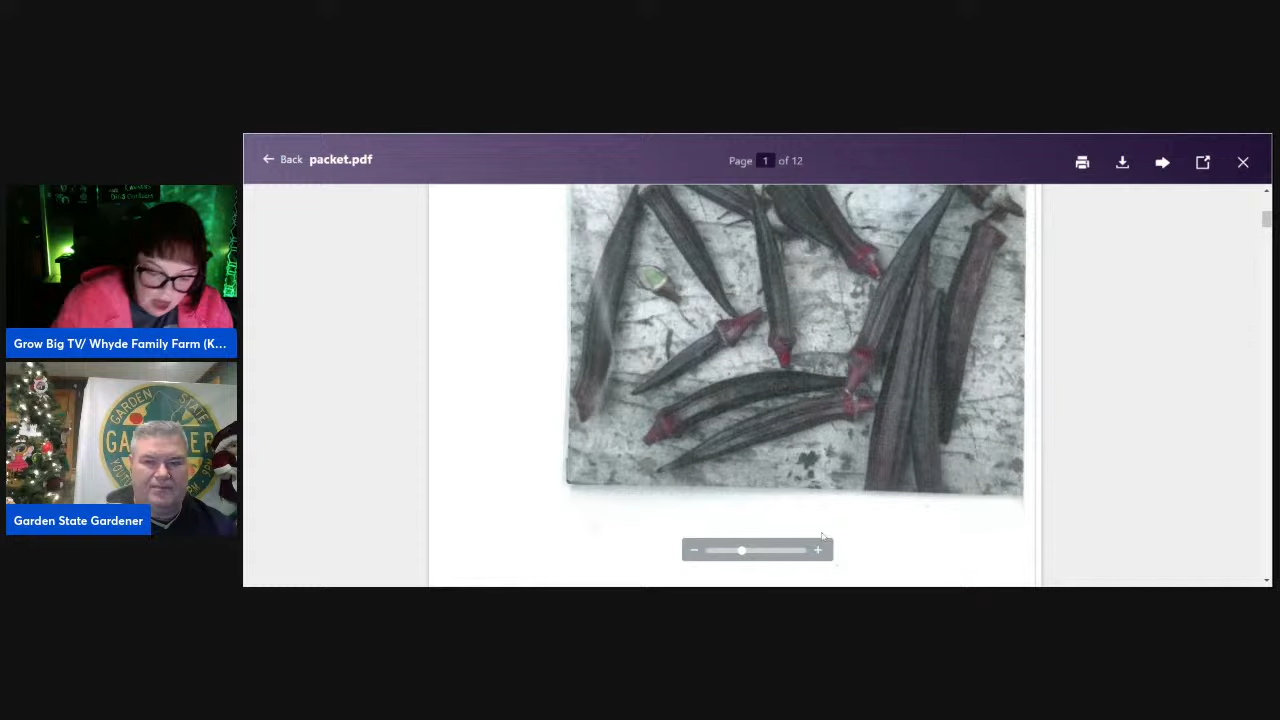 Back packet.pdf
Page 1 of 12
Grow Big TV/ Whyde Family Farm (K...
GARDEN STATE
GARDENER
Garden State Gardener